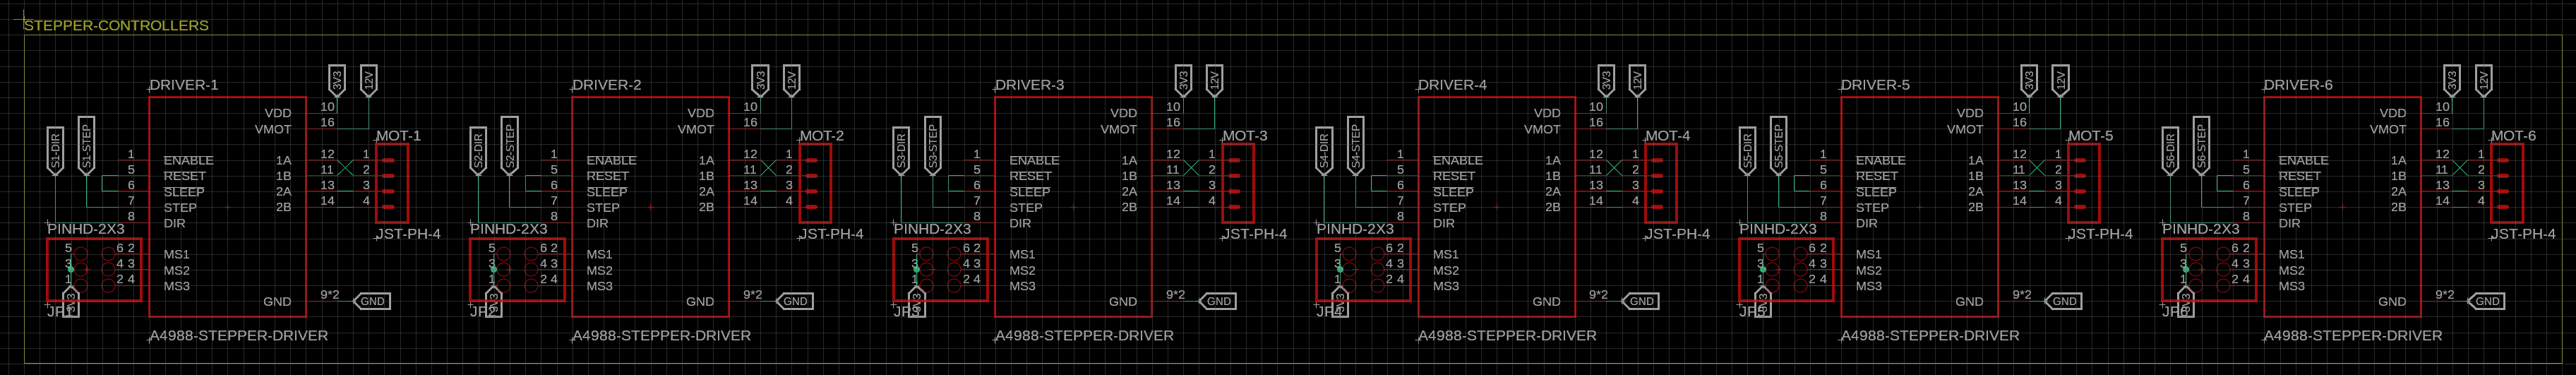 STEPPER-CONTROLLERS
DRIVER-1
3V3
12V
S1-DIR
S1-STEP
VDD 10
VMOT 16
MOT-1
1 ENABLE 1A 12 1
5 RESET 1B 11 2
6 SLEEP 2A 13 3
7 STEP 2B 14 4
8 DIR
PINHD-2X3
JST-PH-4
5 6 2 MS1
3 4 3 MS2
1 2 4 MS3
3V3
GND 9*2 GND
JP1
A4988-STEPPER-DRIVER
DRIVER-2
3V3
12V
S2-DIR
S2-STEP
VDD 10
VMOT 16
MOT-2
1 ENABLE 1A 12 1
5 RESET 1B 11 2
6 SLEEP 2A 13 3
7 STEP 2B 14 4
8 DIR
PINHD-2X3
JST-PH-4
5 6 2 MS1
3 4 3 MS2
1 2 4 MS3
3V3
GND 9*2 GND
JP2
A4988-STEPPER-DRIVER
DRIVER-3
3V3
12V
S3-DIR
S3-STEP
VDD 10
VMOT 16
MOT-3
1 ENABLE 1A 12 1
5 RESET 1B 11 2
6 SLEEP 2A 13 3
7 STEP 2B 14 4
8 DIR
PINHD-2X3
JST-PH-4
5 6 2 MS1
3 4 3 MS2
1 2 4 MS3
3V3
GND 9*2 GND
JP3
A4988-STEPPER-DRIVER
DRIVER-4
3V3
12V
S4-DIR
S4-STEP
VDD 10
VMOT 16
MOT-4
1 ENABLE 1A 12 1
5 RESET 1B 11 2
6 SLEEP 2A 13 3
7 STEP 2B 14 4
8 DIR
PINHD-2X3
JST-PH-4
5 6 2 MS1
3 4 3 MS2
1 2 4 MS3
3V3
GND 9*2 GND
JP4
A4988-STEPPER-DRIVER
DRIVER-5
3V3
12V
S5-DIR
S5-STEP
VDD 10
VMOT 16
MOT-5
1 ENABLE 1A 12 1
5 RESET 1B 11 2
6 SLEEP 2A 13 3
7 STEP 2B 14 4
8 DIR
PINHD-2X3
JST-PH-4
5 6 2 MS1
3 4 3 MS2
1 2 4 MS3
3V3
GND 9*2 GND
JP5
A4988-STEPPER-DRIVER
DRIVER-6
3V3
12V
S6-DIR
S6-STEP
VDD 10
VMOT 16
MOT-6
1 ENABLE 1A 12 1
5 RESET 1B 11 2
6 SLEEP 2A 13 3
7 STEP 2B 14 4
8 DIR
PINHD-2X3
JST-PH-4
5 6 2 MS1
3 4 3 MS2
1 2 4 MS3
3V3
GND 9*2 GND
JP6
A4988-STEPPER-DRIVER